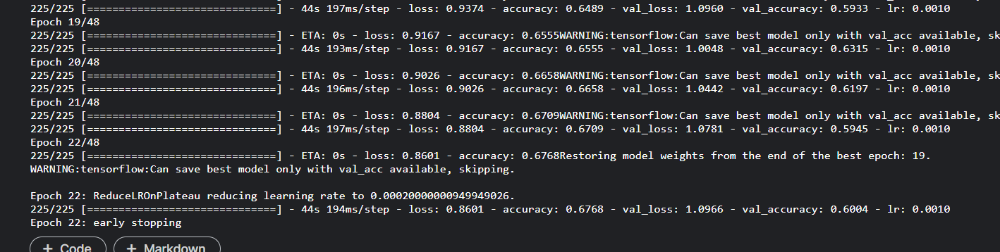 225/225 [==============================] - 44s 197ms/step - loss: 0.9374 - accuracy: 0.6489 - val_loss: 1.0960 - val_accuracy: 0.5933 - lr: 0.0010
Epoch 19/48
225/225 [==============================] - ETA: 0s - loss: 0.9167 - accuracy: 0.6555WARNING:tensorflow:Can save best model only with val_acc available, sk
225/225 [==============================] - 44s 193ms/step - loss: 0.9167 - accuracy: 0.6555 - val_loss: 1.0048 - val_accuracy: 0.6315 - lr: 0.0010
Epoch 20/48
225/225 [==============================] - ETA: 0s - loss: 0.9026 - accuracy: 0.6658WARNING:tensorflow:Can save best model only with val_acc available, sk
225/225 [==============================] - 44s 196ms/step - loss: 0.9026 - accuracy: 0.6658 - val_loss: 1.0442 - val_accuracy: 0.6197 - lr: 0.0010
Epoch 21/48
225/225 [==============================] - ETA: 0s - loss: 0.8804 - accuracy: 0.6709WARNING:tensorflow:Can save best model only with val_acc available, sk
225/225 [==============================] - 44s 197ms/step - loss: 0.8804 - accuracy: 0.6709 - val_loss: 1.0781 - val_accuracy: 0.5945 - lr: 0.0010
Epoch 22/48
225/225 [==============================] - ETA: 0s - loss: 0.8601 - accuracy: 0.6768Restoring model weights from the end of the best epoch: 19.
WARNING:tensorflow:Can save best model only with val_acc available, skipping.
Epoch 22: ReduceLROnPlateau reducing learning rate to 0.00020000000949949026.
225/225 [==============================] - 44s 194ms/step - loss: 0.8601 - accuracy: 0.6768 - val_loss: 1.0966 - val_accuracy: 0.6004 - lr: 0.0010
Epoch 22: early stopping
+ Code + Markdown